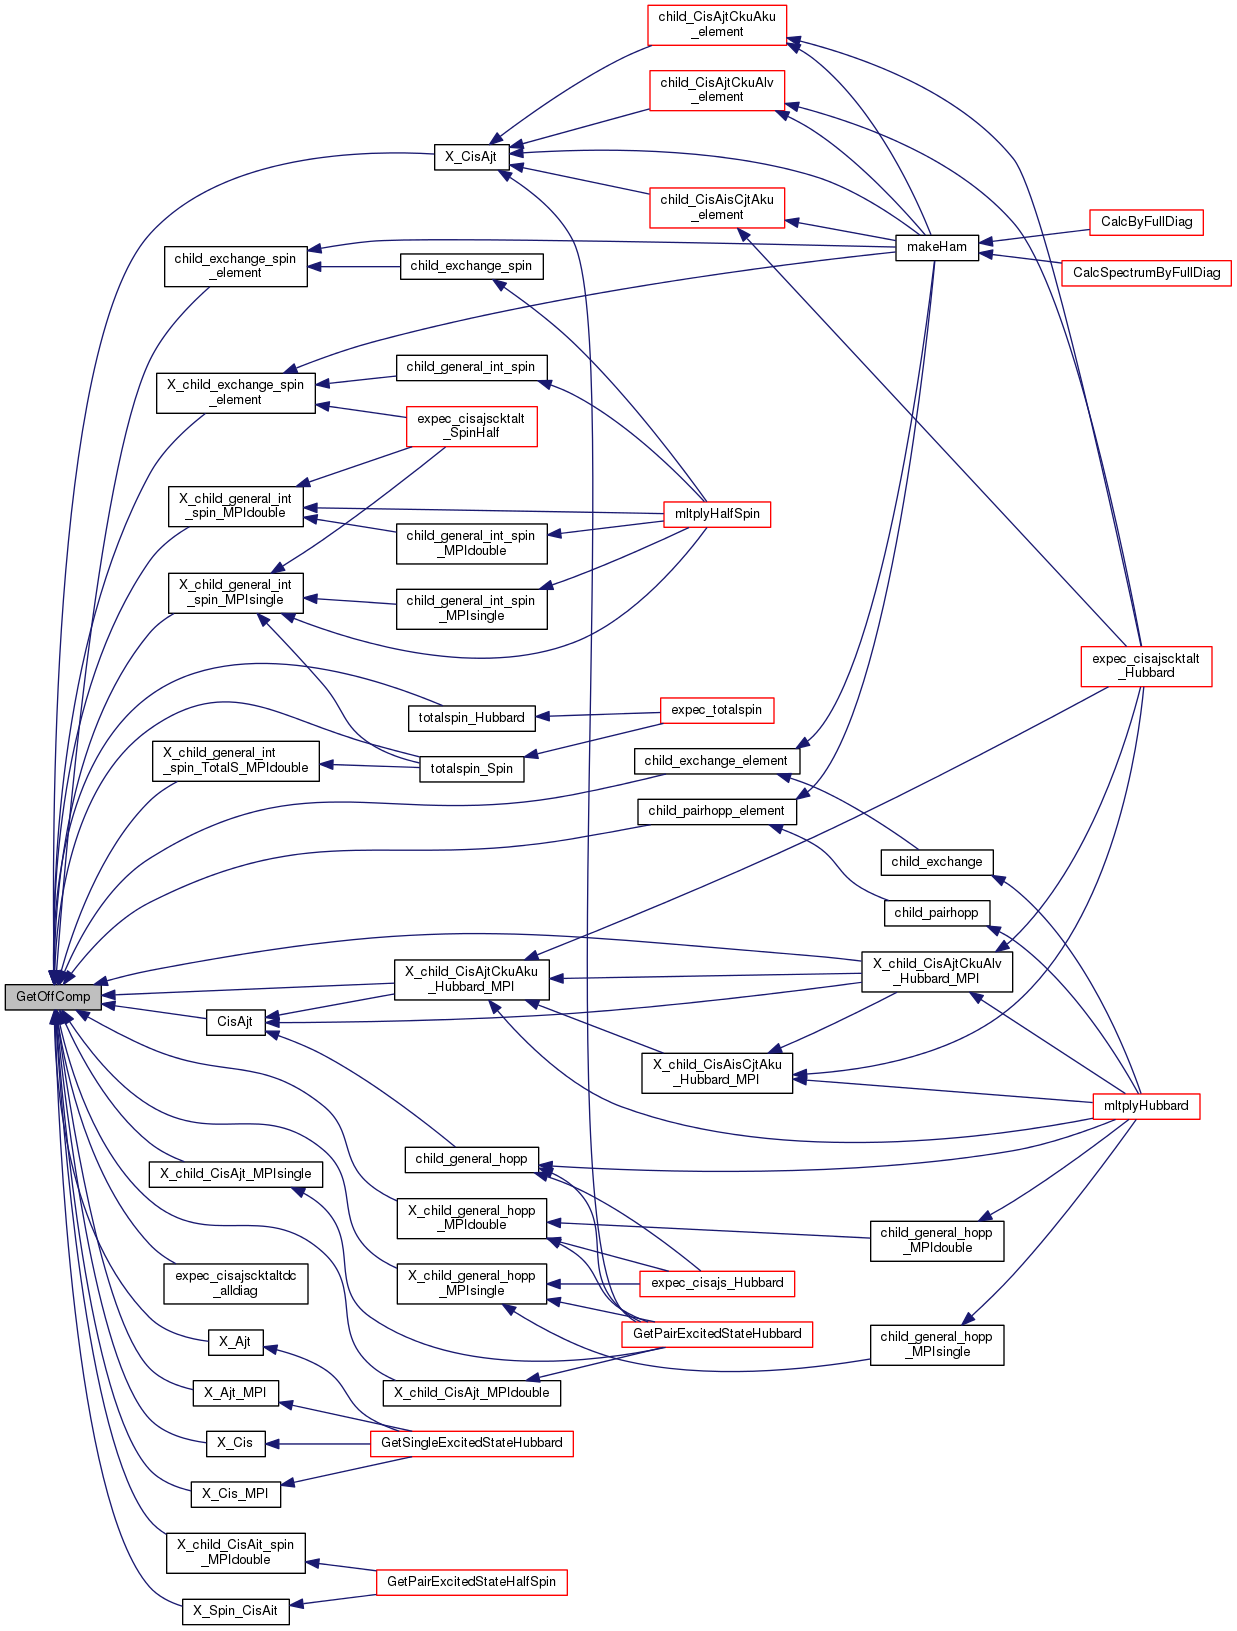 child_CisAjtCkuAku
_element
child_CisAjtCkuAlv
_element
X_CisAjt
child_CisAisCjtAku
_element
CalcByFullDiag
makeHam
child_exchange_spin
_element
child_exchange_spin
CalcSpectrumByFullDiag
child_general_int_spin
X_child_exchange_spin
_element
expec_cisajscktalt
_SpinHalf
X_child_general_int
_spin_MPIdouble
mltplyHalfSpin
child_general_int_spin
_MPIdouble
X_child_general_int
_spin_MPIsingle
child_general_int_spin
_MPIsingle
expec_cisajscktalt
_Hubbard
totalspin_Hubbard
expec_totalspin
X_child_general_int
_spin_TotalS_MPIdouble
totalspin_Spin
child_exchange_element
child_pairhopp_element
child_exchange
child_pairhopp
X_child_CisAjtCkuAku
_Hubbard_MPI
X_child_CisAjtCkuAlv
_Hubbard_MPI
GetOffComp
CisAjt
X_child_CisAisCjtAku
_Hubbard_MPI
mltplyHubbard
child_general_hopp
X_child_CisAjt_MPIsingle
X_child_general_hopp
_MPIdouble
child_general_hopp
_MPIdouble
expec_cisajscktaltdc
_alldiag
X_child_general_hopp
_MPIsingle
expec_cisajs_Hubbard
GetPairExcitedStateHubbard
X_Ajt
child_general_hopp
_MPIsingle
X_Ajt_MPI
X_child_CisAjt_MPIdouble
X_Cis
GetSingleExcitedStateHubbard
X_Cis_MPI
X_child_CisAit_spin
_MPIdouble
GetPairExcitedStateHalfSpin
X_Spin_CisAit